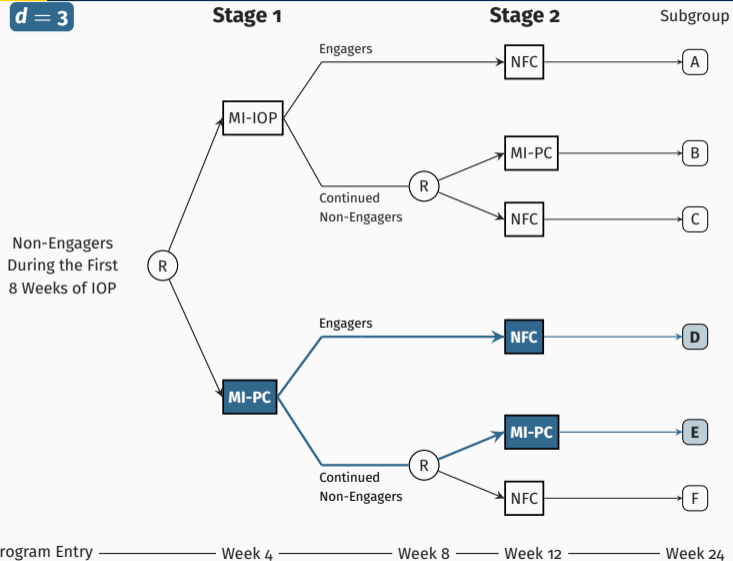 d = 3
Stage 1
Stage 2
Subgroup
Engagers
NFC
A
MI-IOP
MI-PC
B
R
Continued
Non-Engagers
NFC
C
Non-Engagers
During the First
8 Weeks of IOP
R
Engagers
NFC
D
MI-PC
MI-PC
E
R
Continued
Non-Engagers
NFC
F
rogram Entry
Week 4
Week 8
Week 12
Week 24